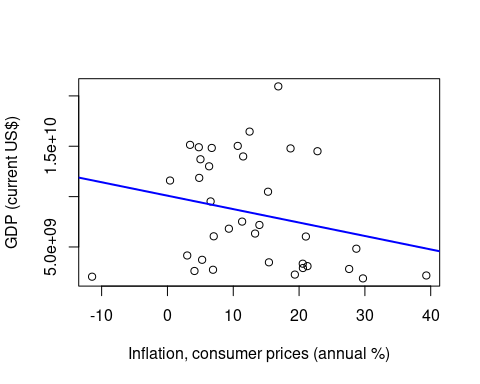 GDP (current US$)
1.5e+10
5.0e+09
-10 0 10 20 30 40
Inflation, consumer prices (annual %)